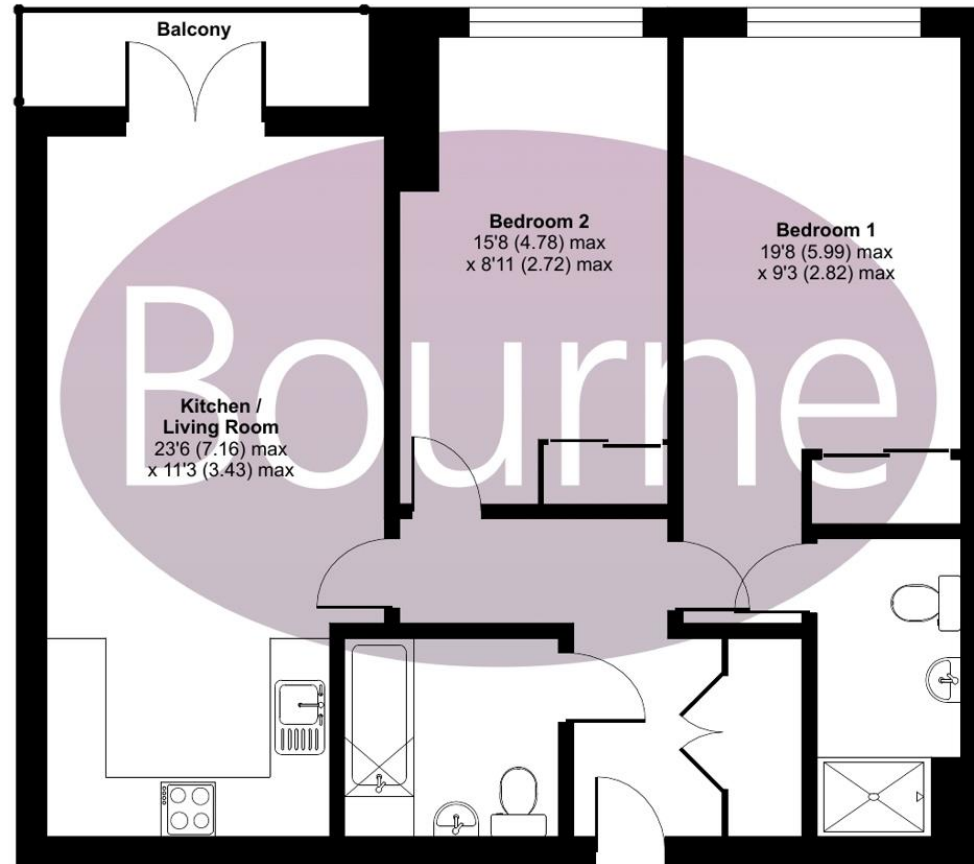 Balcony
Bedroom 2
15'8 (4.78) max
x 8'11 (2.72) max
Bedroom 1
19'8 (5.99) max
x 9'3 (2.82) max
Bourne
Kitchen /
Living Room
23'6 (7.16) max
x 11'3 (3.43) max